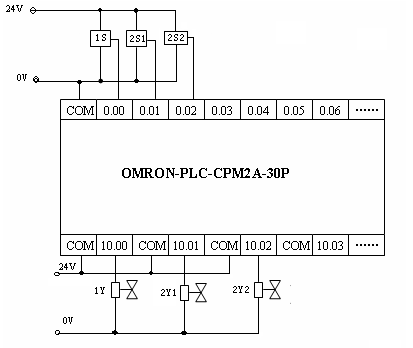 24V
1S 2S1 2S2
0V
COM 0.00 0.01 0.02 0.03 0.04 0.05 0.06 ······
OMRON-PLC-CPM2A-30P
COM 10.00 COM 10.01 COM 10.02 COM 10.03 ······
24V
1Y 2Y1 2Y2
0V